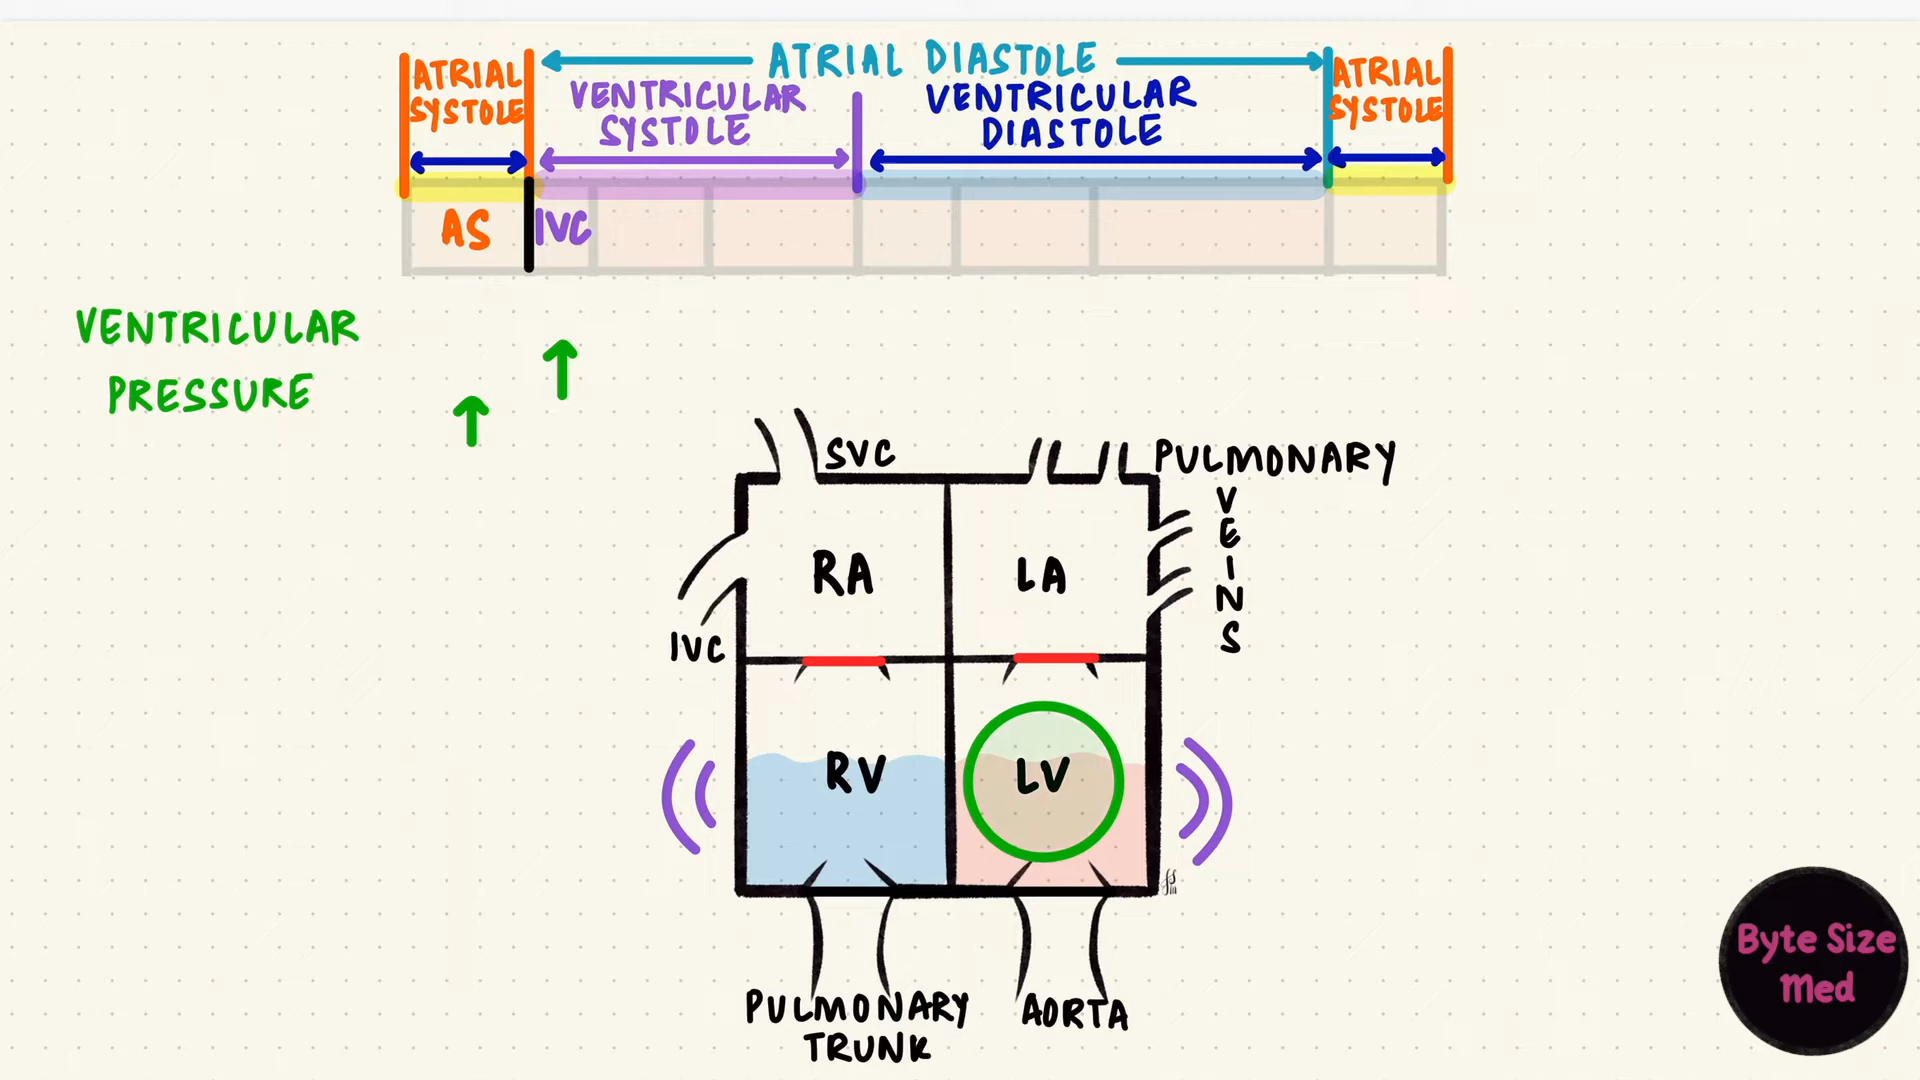 ATRIAL DIASTOLE
ATRIAL
SYSTOLE
VENTRICULAR
SYSTOLE
VENTRICULAR
DIASTOLE
ATRIAL
SYSTOLE
AS
IVC
VENTRICULAR
PRESSURE
SVC
PULMONARY
VEINS
RA
LA
IVC
RV
LV
PULMONARY
TRUNK
AORTA
Byte Size
Med